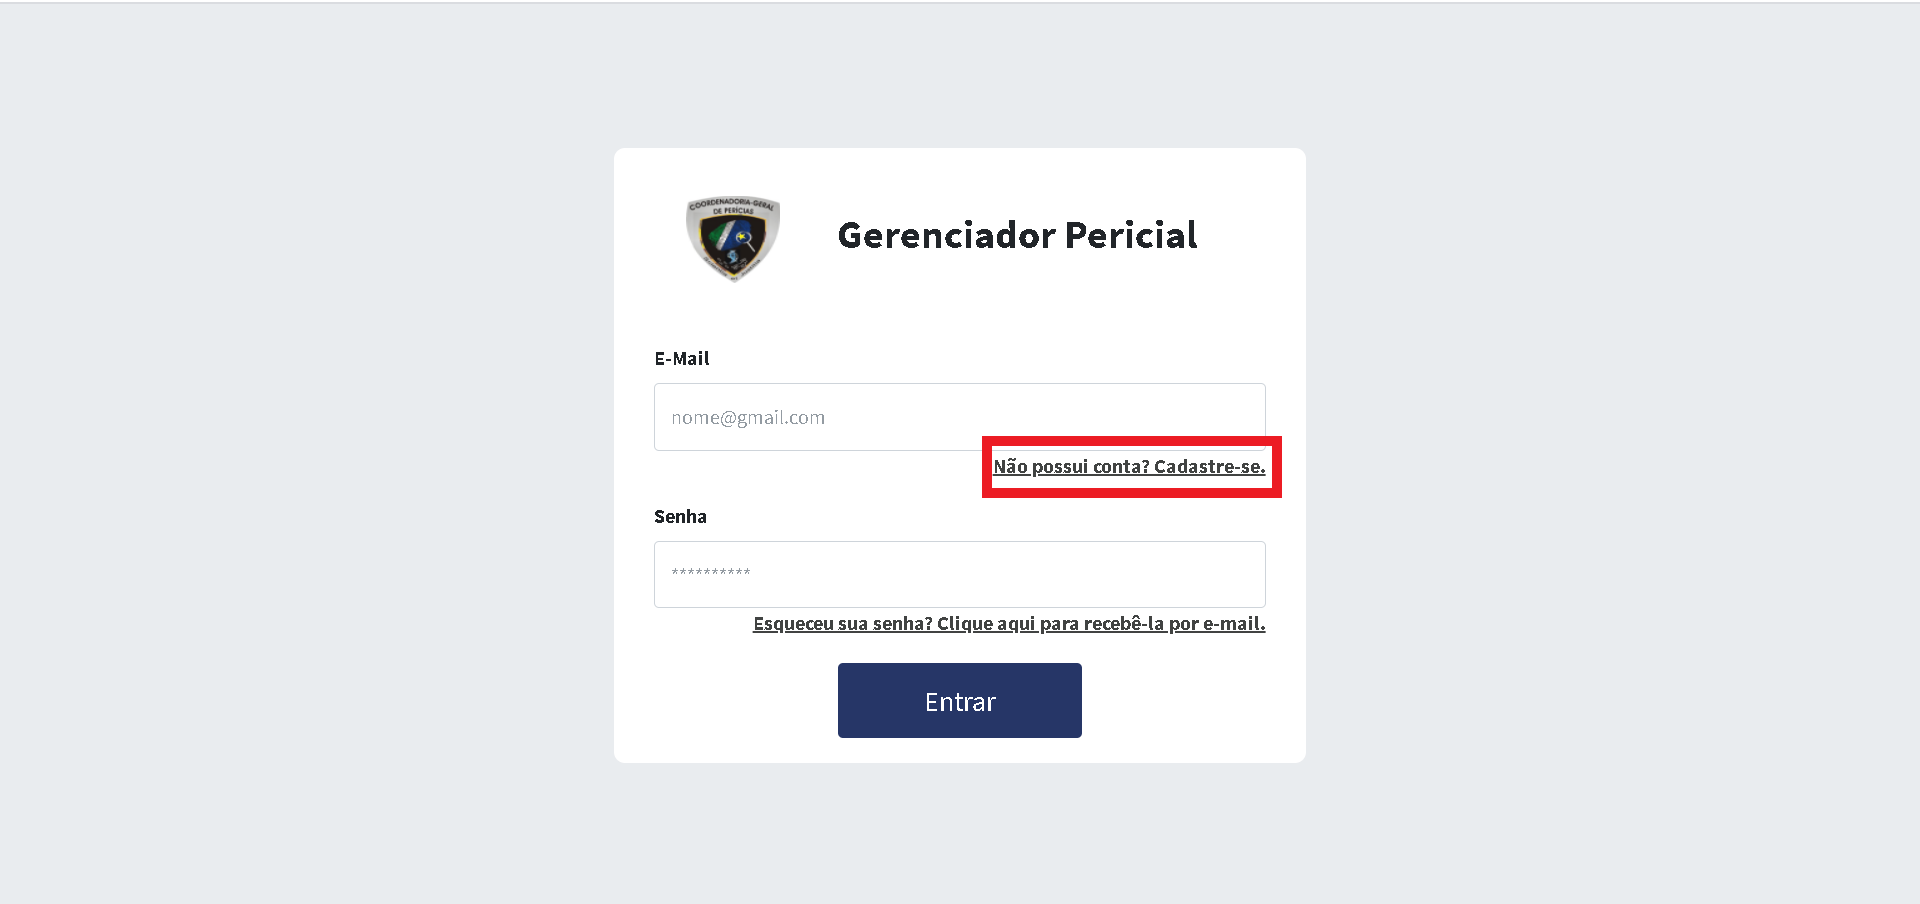 COORDENADORIA-GERAL
DE PERÍCIAS
Gerenciador Pericial
E-Mail
nome@gmail.com
Não possui conta? Cadastre-se.
Senha
**********
Esqueceu sua senha? Clique aqui para recebê-la por e-mail.
Entrar